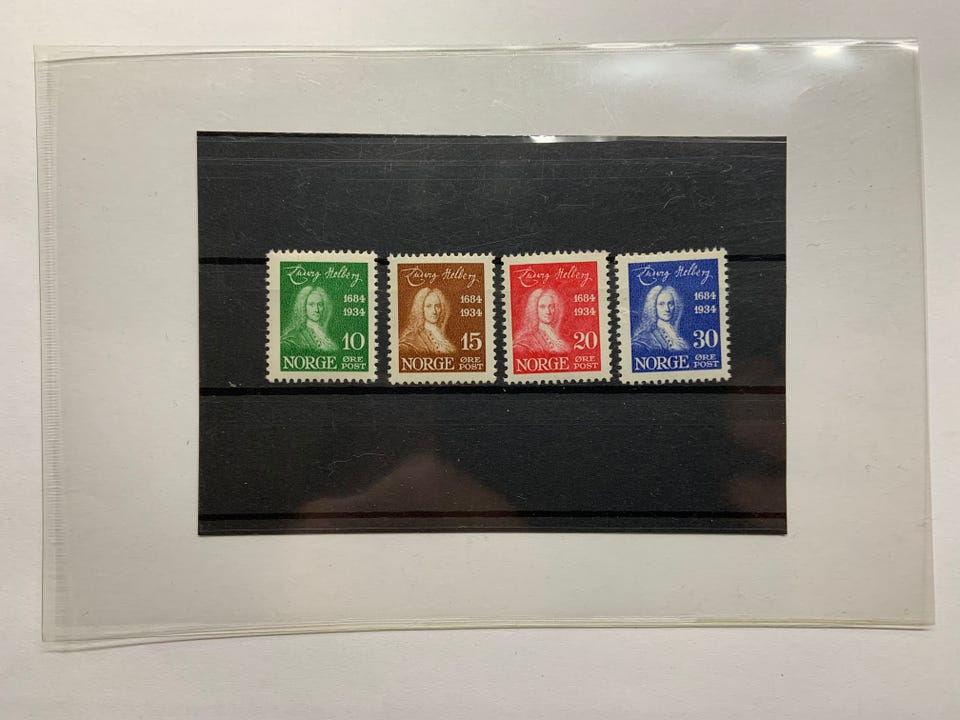 Ludvig Holberg.
1684
1934
10
NORGE ØRE
POST
Ludvig Holberg.
1684
1934
15
NORGE ØRE
POST
Ludvig Holberg.
1684
1934
20
NORGE ØRE
POST
Ludvig Holberg.
1684
1934
30
NORGE ØRE
POST